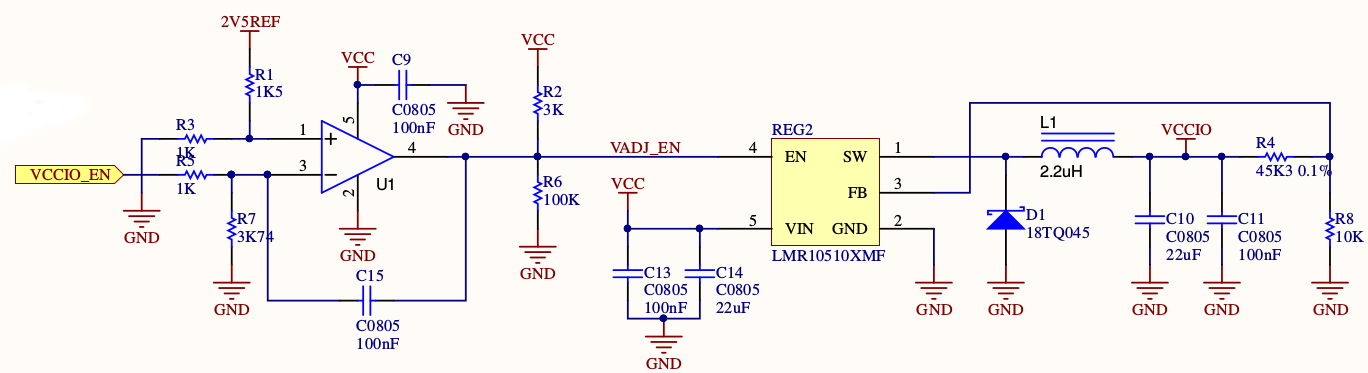 2V5REF
R1
1K5
VCC
C9
C0805
100nF
GND
VCC
R2
3K
R3
1K
R5
1K
VCCIO_EN
GND
1
3
5
2
4
U1
GND
R7
3K74
GND
C15
C0805
100nF
R6
100K
GND
VADJ_EN
VCC
C13
C0805
100nF
C14
C0805
22uF
GND
REG2
4
EN
SW
1
FB
3
5
VIN
GND
2
LMR10510XMF
GND
D1
18TQ045
GND
L1
2.2uH
VCCIO
C10
C0805
22uF
GND
C11
C0805
100nF
GND
R4
45K3 0.1%
R8
10K
GND